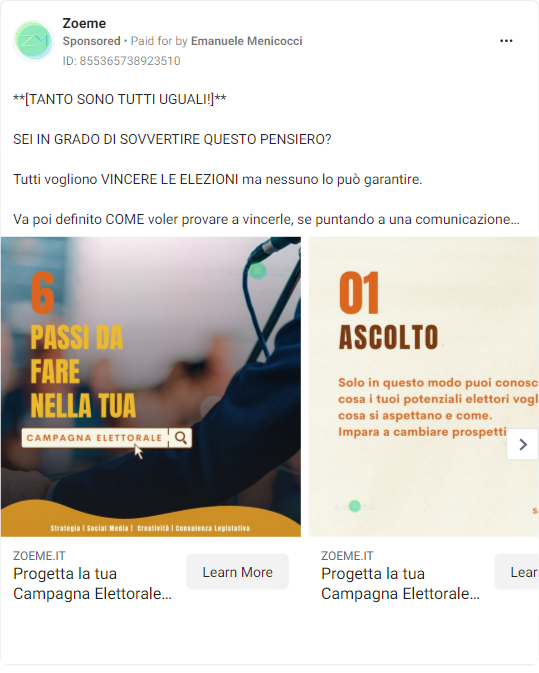 Zoeme
Sponsored • Paid for by Emanuele Menicocci
ID: 855365738923510
**[TANTO SONO TUTTI UGUALI!]**
SEI IN GRADO DI SOVVERTIRE QUESTO PENSIERO?
Tutti vogliono VINCERE LE ELEZIONI ma nessuno lo può garantire.
Va poi definito COME voler provare a vincerle, se puntando a una comunicazione...
6
PASSI DA
FARE
NELLA TUA
CAMPAGNA ELETTORALE
Strategia | Social Media | Creatività | Consulenza Legislativa
01
ASCOLTO
Solo in questo modo puoi conosc
cosa i tuoi potenziali elettori vogl
cosa si aspettano e come.
Impara a cambiare prospetti
ZOEME.IT
Progetta la tua
Campagna Elettorale...
Learn More
ZOEME.IT
Progetta la tua
Campagna Elettorale...
Lear